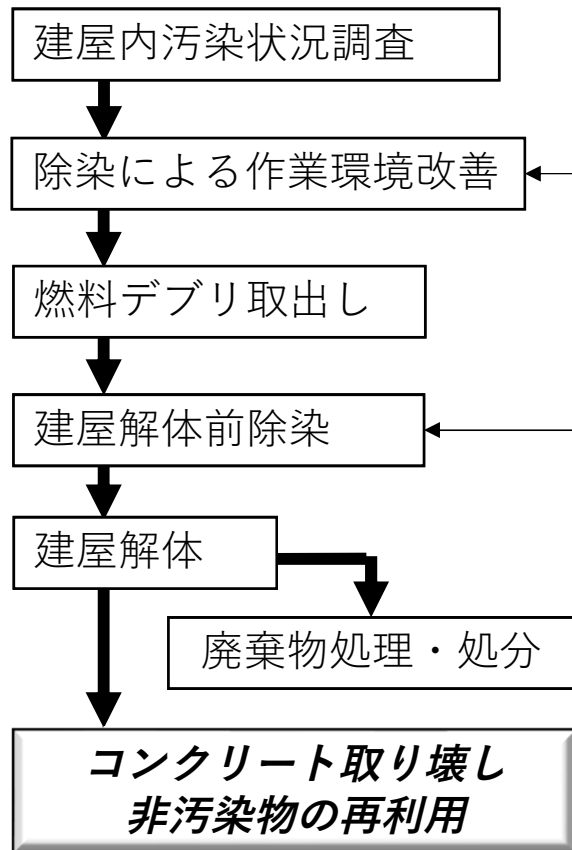 建屋内汚染状況調査
除染による作業環境改善
燃料デブリ取出し
建屋解体前除染
建屋解体
廃棄物処理・処分
コンクリート取り壊し
非汚染物の再利用